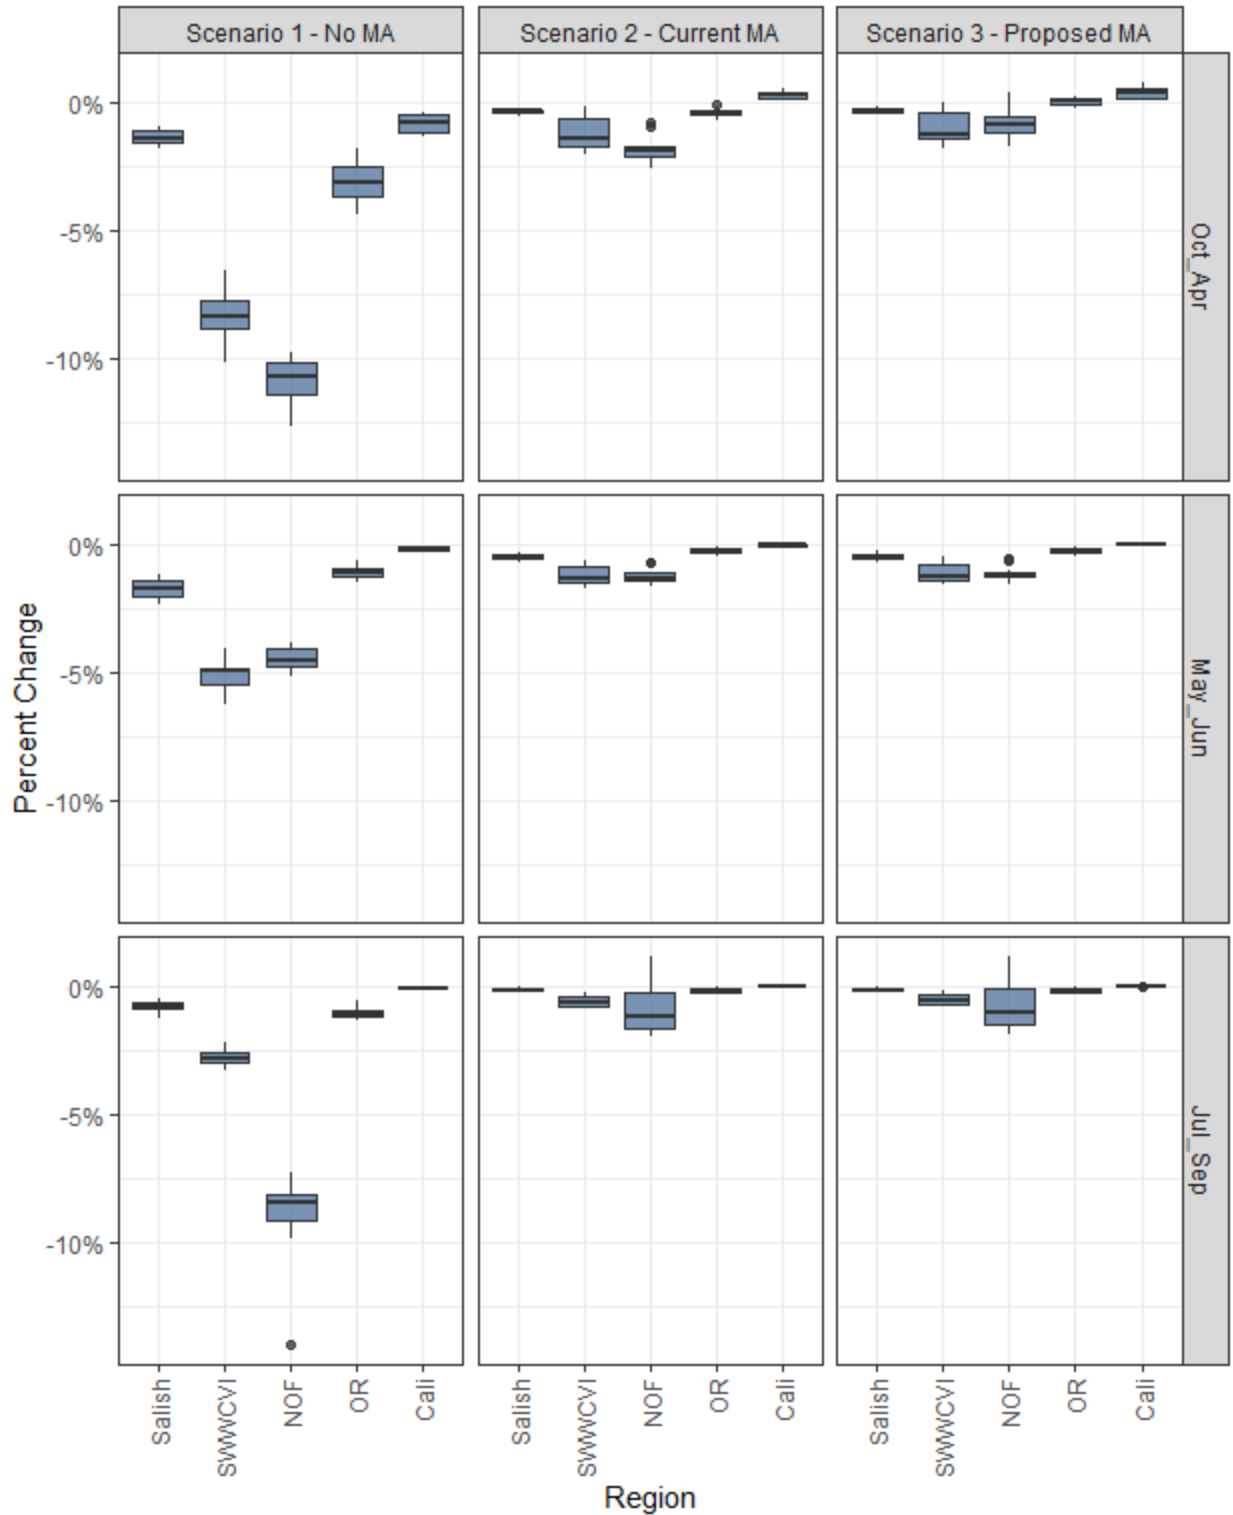 Scenario 1 - No MA
Scenario 2 - Current MA
Scenario 3 - Proposed MA
0%
-5%
-10%
Oct_Apr
0%
-5%
-10%
May_Jun
0%
-5%
-10%
Jul_Sep
Percent Change
Salish
SWWCVI
NOF
OR
Cali
Salish
SWWCVI
NOF
OR
Cali
Salish
SWWCVI
NOF
OR
Cali
Region